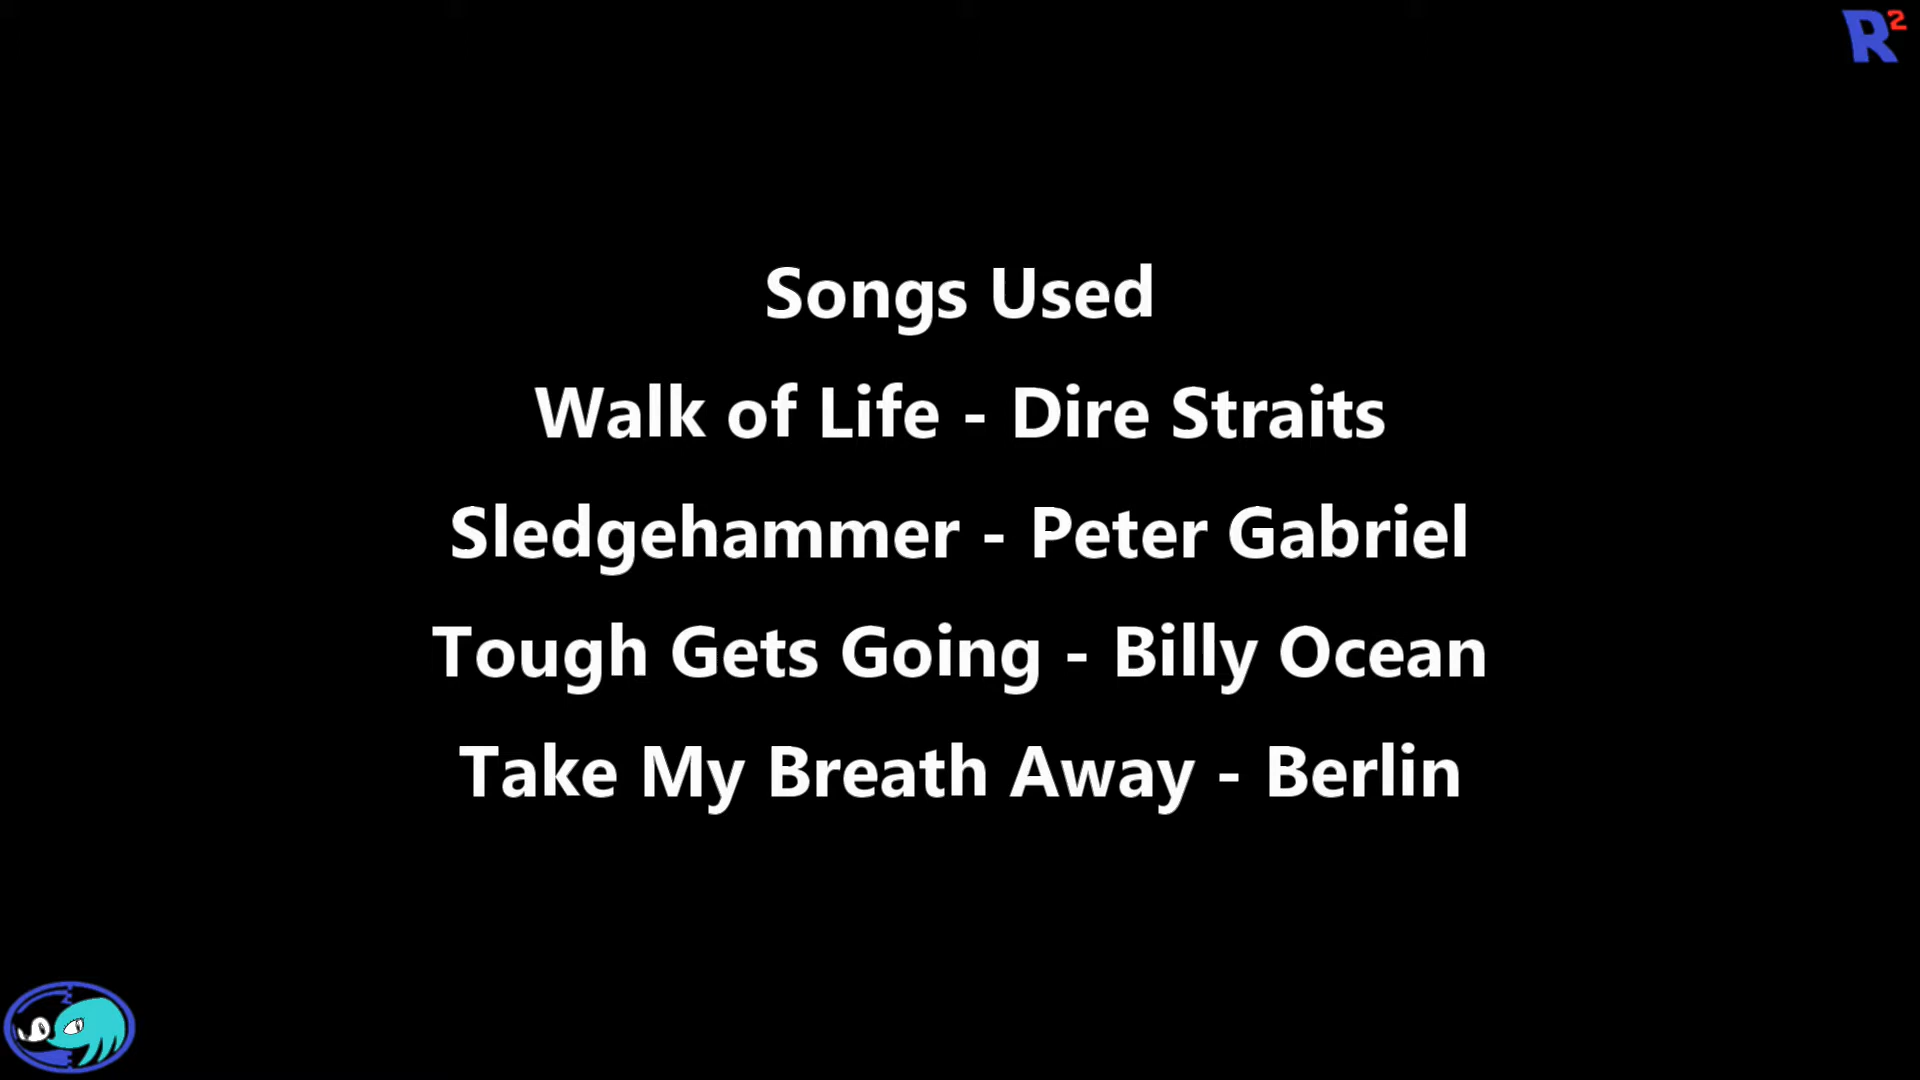 R²
Songs Used
Walk of Life - Dire Straits
Sledgehammer - Peter Gabriel
Tough Gets Going - Billy Ocean
Take My Breath Away - Berlin